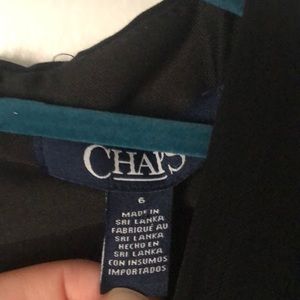 CHAPS
6
MADE IN
SRI LANKA
FABRIQUÉ AU
SRI LANKA
HECHO EN
SRI LANKA
CON INSUMOS
IMPORTADOS